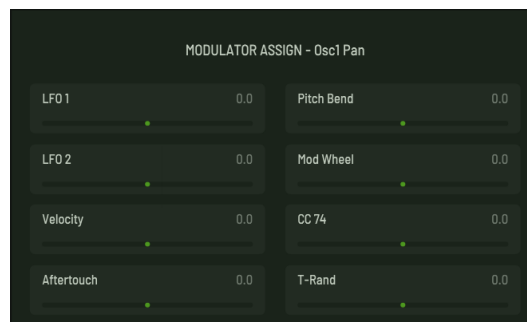 MODULATOR ASSIGN - Osc1 Pan
LFO 1 0.0
Pitch Bend 0.0
LFO 2 0.0
Mod Wheel 0.0
Velocity 0.0
CC 74 0.0
Aftertouch 0.0
T-Rand 0.0